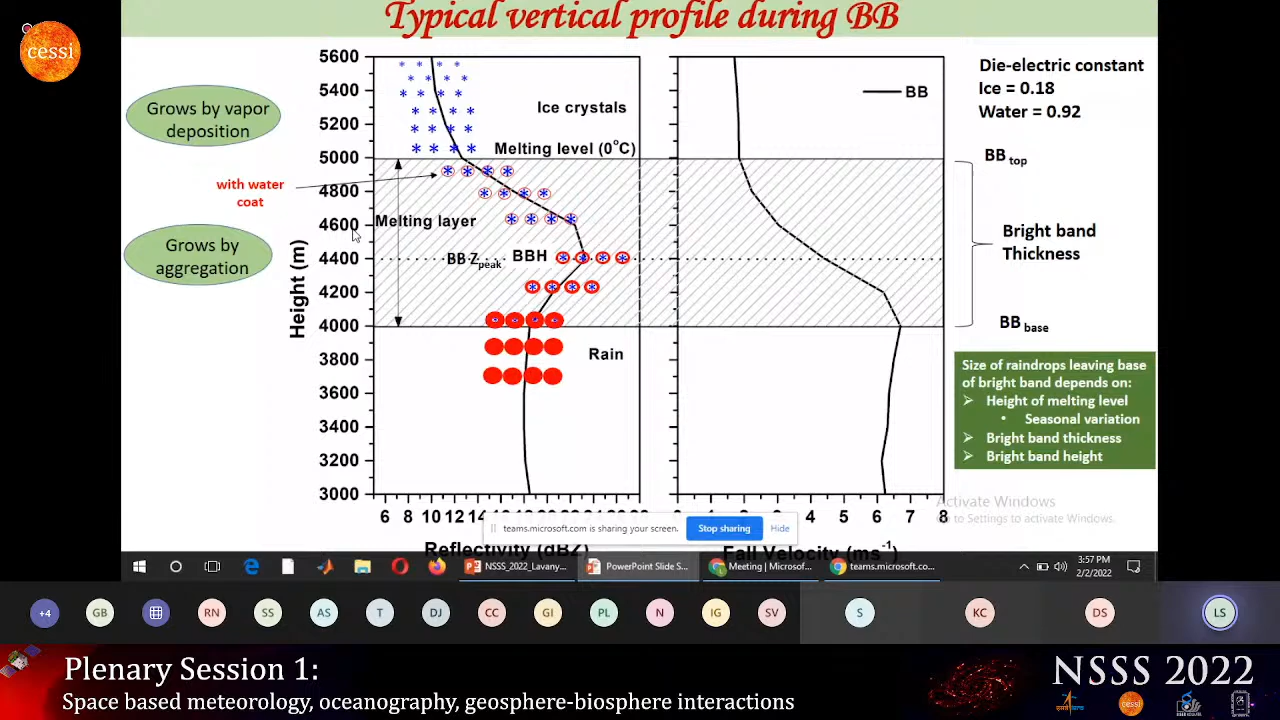 Typical vertical profile during BB
cessi
Grows by vapor
deposition
with water
coat
Grows by
aggregation
Height (m)
5600
5400
5200
5000
4800
4600
4400
4200
4000
3800
3600
3400
3200
3000
Ice crystals
Melting level (0°C)
Melting layer
BB Zpeak
BBH
Rain
6 8 10 12 14
Reflectivity (dBZ)
BB
4 5 6 7 8
Fall Velocity (ms-1)
Die-electric constant
Ice = 0.18
Water = 0.92
BB top
Bright band
Thickness
BB base
Size of raindrops leaving base
of bright band depends on:
➢ Height of melting level
• Seasonal variation
➢ Bright band thickness
➢ Bright band height
Activate Windows
Go to Settings to activate Windows.
teams.microsoft.com is sharing your screen.
Stop sharing
Hide
NSSS_2022_Lavany...
PowerPoint Slide S...
Meeting | Microsof...
teams.microsoft.co...
3:57 PM
2/2/2022
+4 GB RN SS AS T DJ CC GI PL N IG SV S KC DS LS
Plenary Session 1:
Space based meteorology, oceanography, geosphere-biosphere interactions
NSSS 2022
cessi